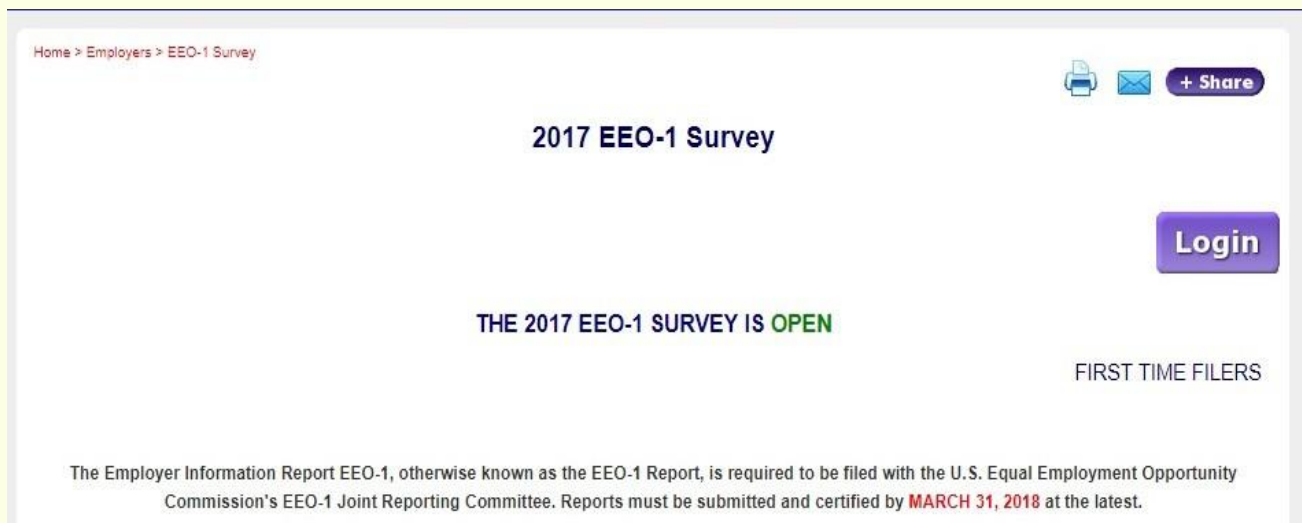 Home > Employers > EEO-1 Survey
+ Share
2017 EEO-1 Survey
Login
THE 2017 EEO-1 SURVEY IS OPEN
FIRST TIME FILERS
The Employer Information Report EEO-1, otherwise known as the EEO-1 Report, is required to be filed with the U.S. Equal Employment Opportunity
Commission's EEO-1 Joint Reporting Committee. Reports must be submitted and certified by MARCH 31, 2018 at the latest.